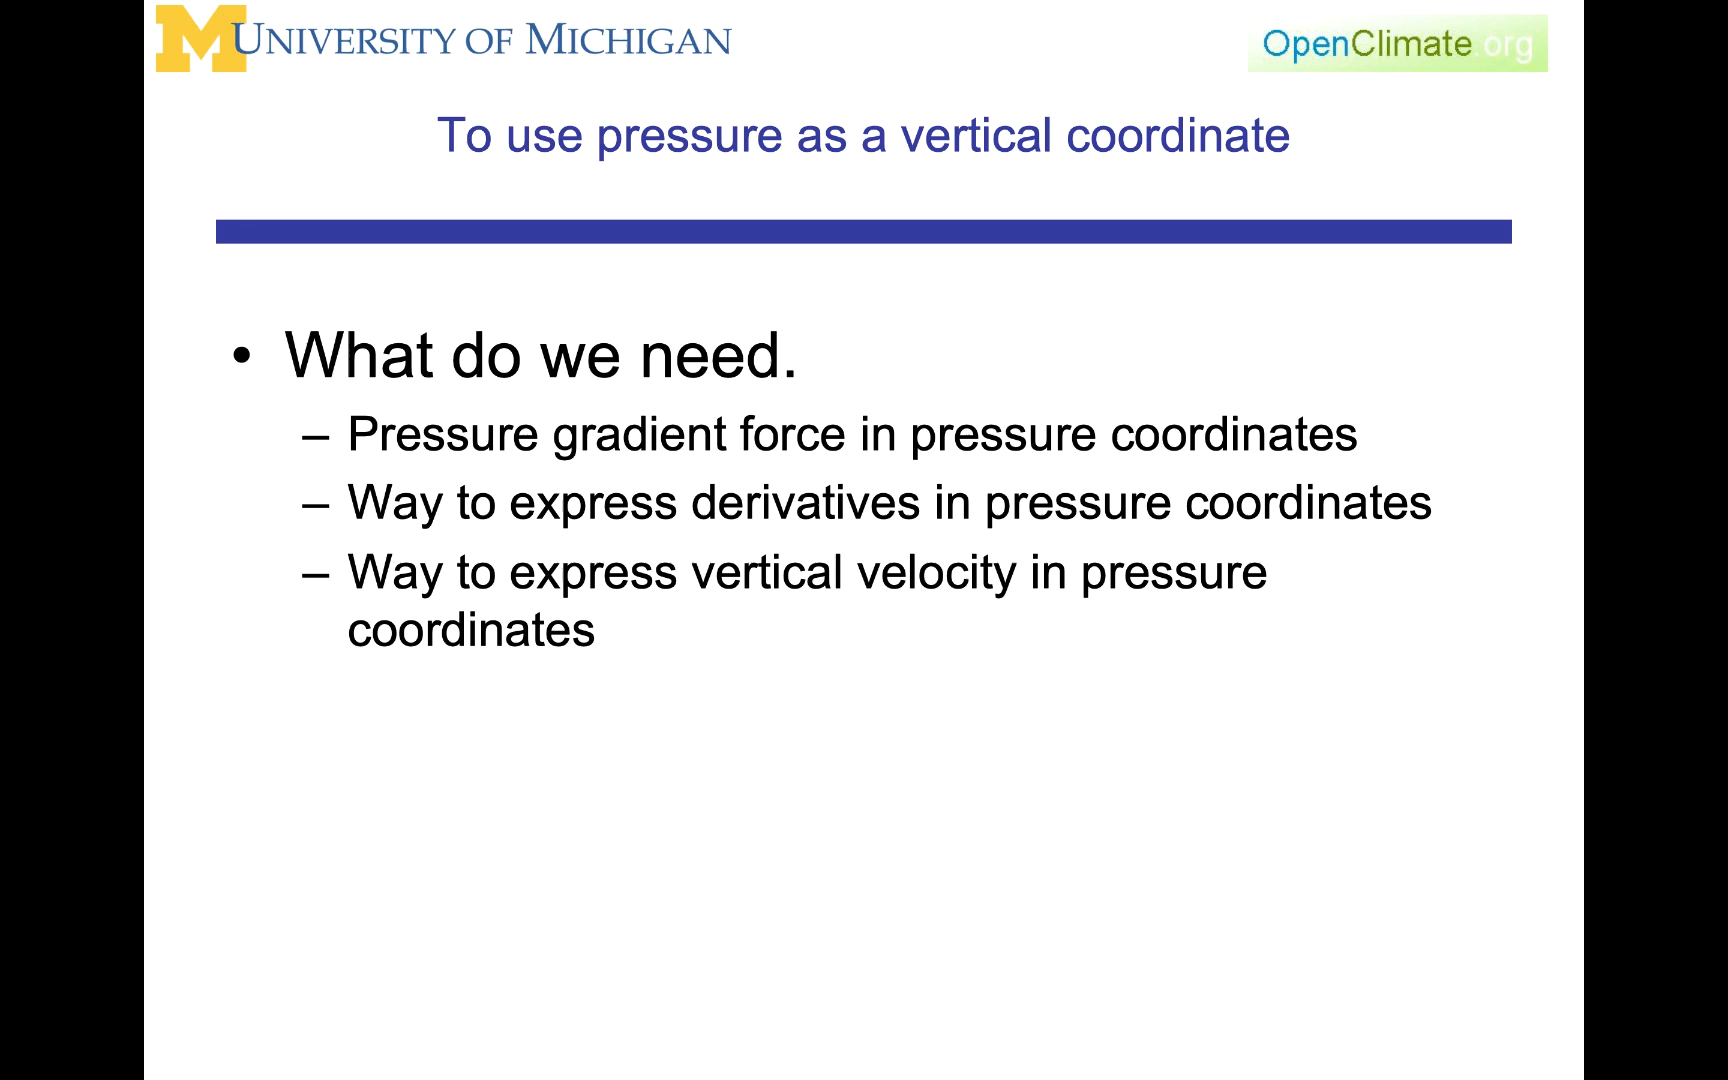 M UNIVERSITY OF MICHIGAN
OpenClimate.org
To use pressure as a vertical coordinate
• What do we need.
– Pressure gradient force in pressure coordinates
– Way to express derivatives in pressure coordinates
– Way to express vertical velocity in pressure
coordinates